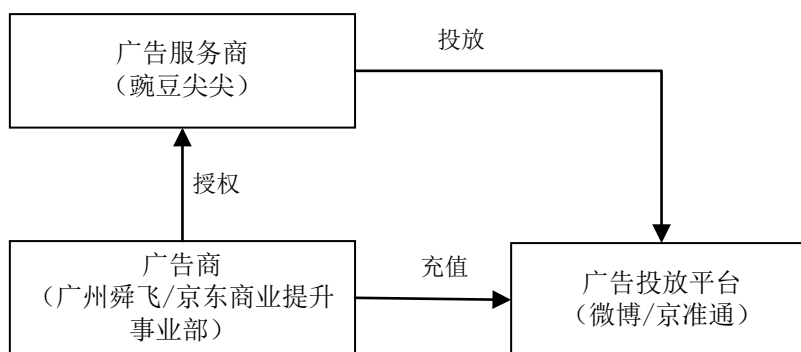 广告服务商
（豌豆尖尖）
投放
授权
广告商
（广州舜飞/京东商业提升
事业部）
充值
广告投放平台
（微博/京准通）